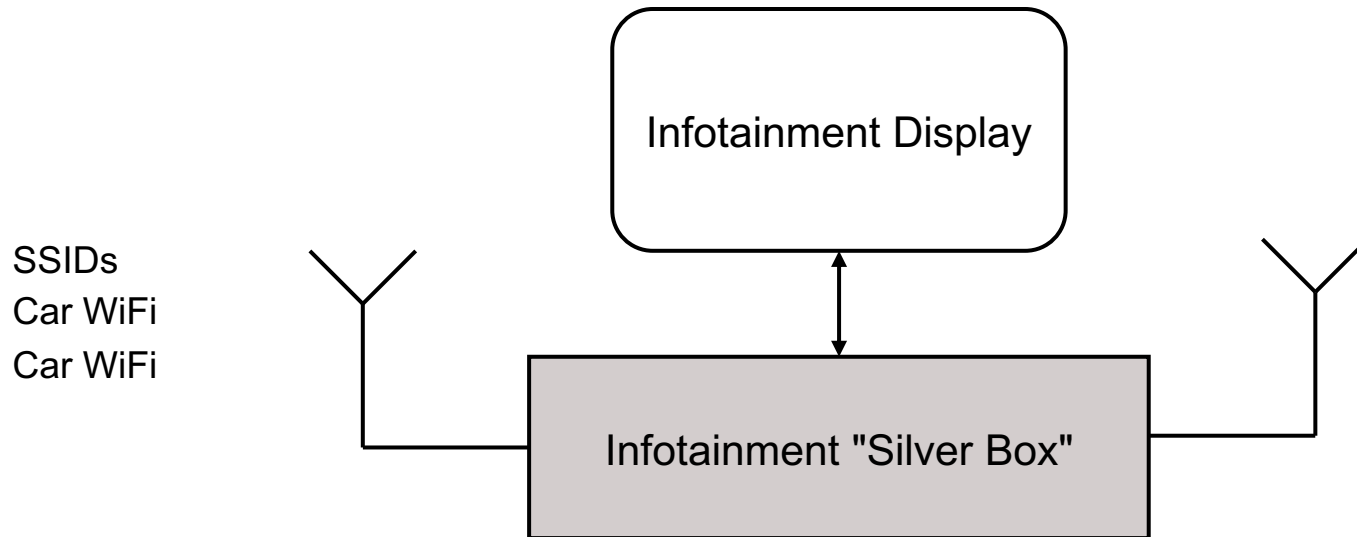 Infotainment Display
SSIDs
Car WiFi
Car WiFi
Infotainment "Silver Box"